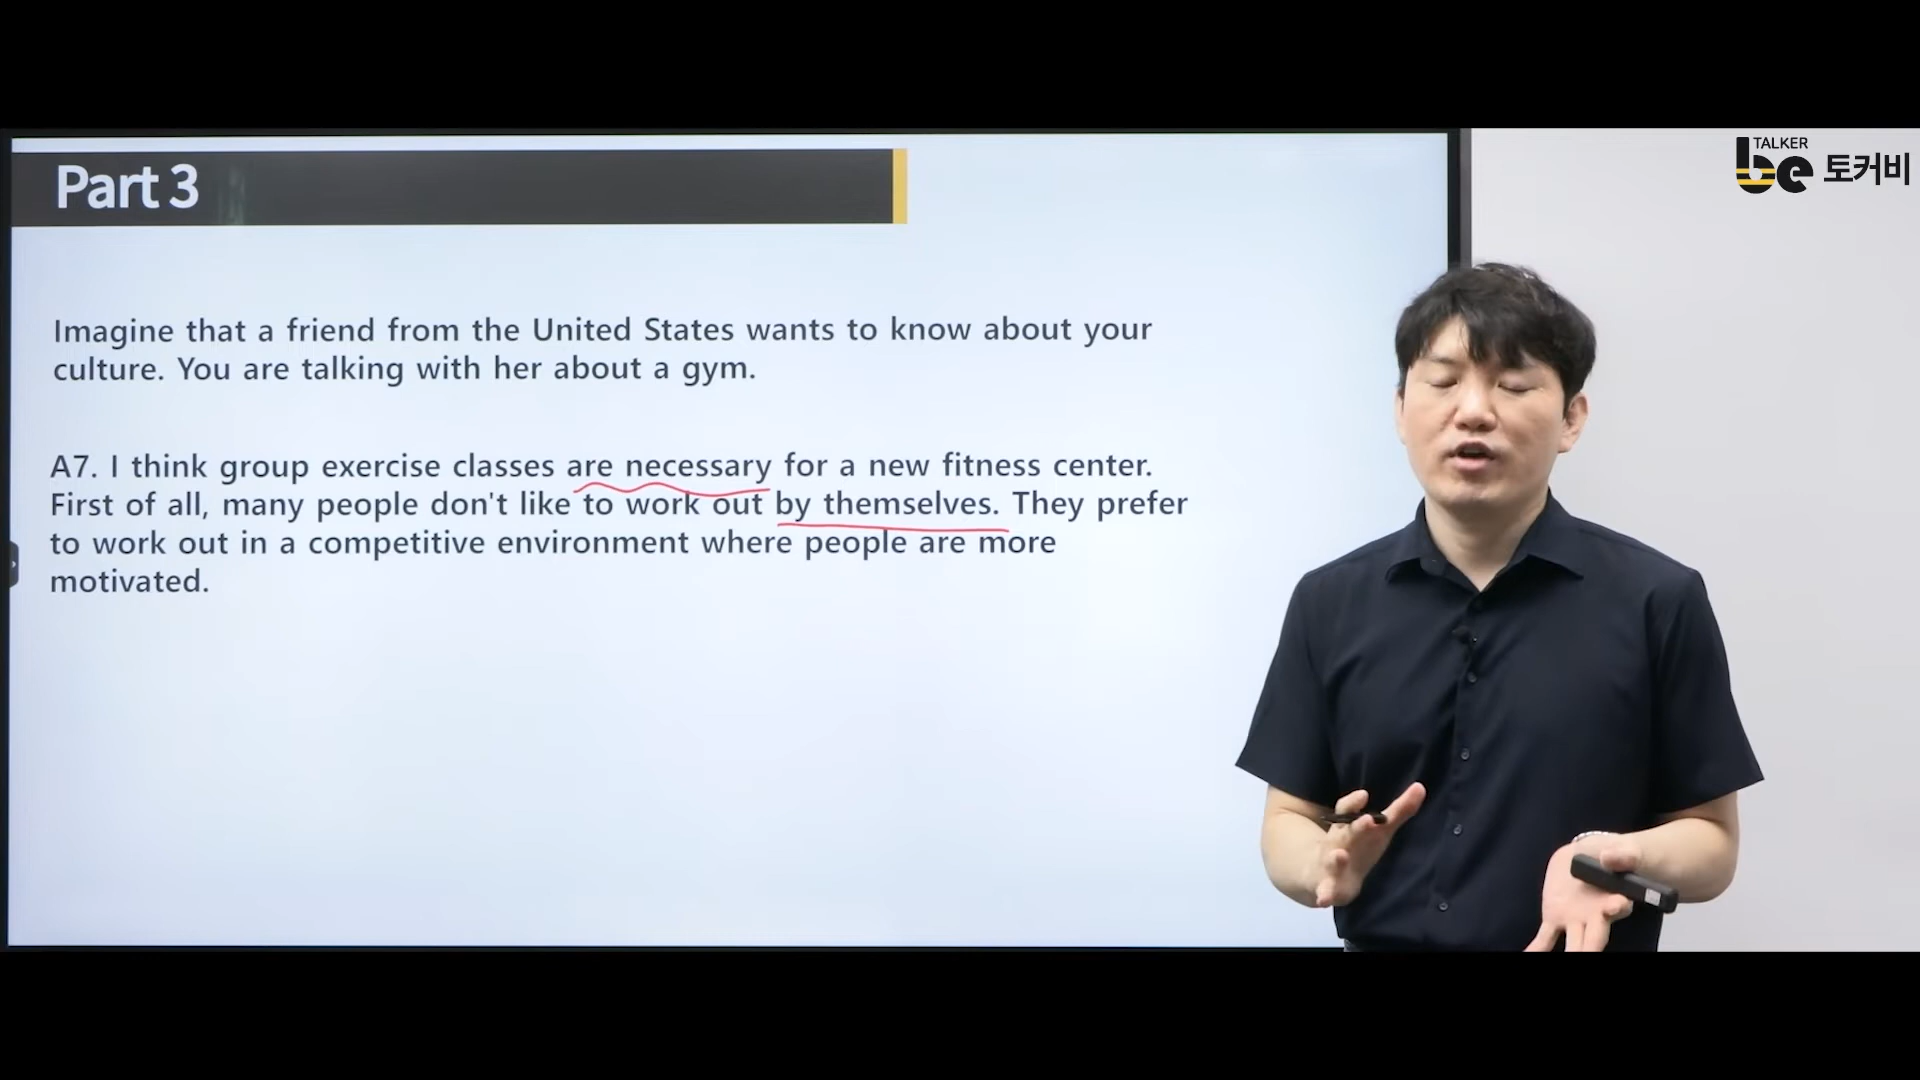 TALKER
be 토커비
Part 3
Imagine that a friend from the United States wants to know about your
culture. You are talking with her about a gym.
A7. I think group exercise classes are necessary for a new fitness center.
First of all, many people don't like to work out by themselves. They prefer
to work out in a competitive environment where people are more
motivated.